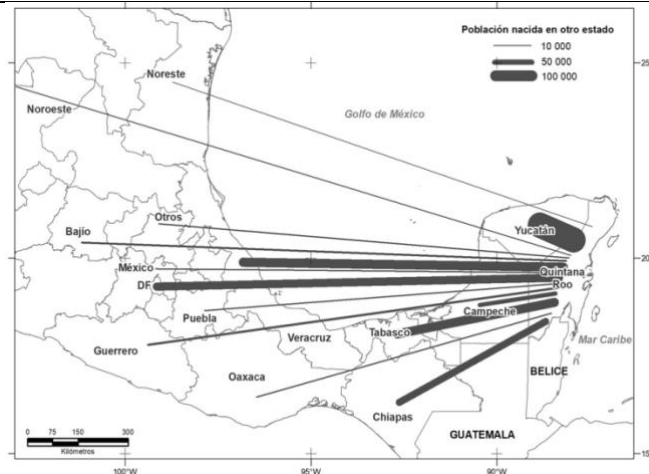 Población nacida en otro estado
10 000
50 000
100 000
25
Noreste
Noroeste
Golfo de México
Otros
Yucatán
Bajío
20
México
Quintana
Roo
DF
Campeche
Puebla
Tabasco
Veracruz
Mar Caribe
Guerrero
BELICE
Oaxaca
Chiapas
GUATEMALA
0 75 150 300
Kilómetros
15
100°W
95°W
90°W